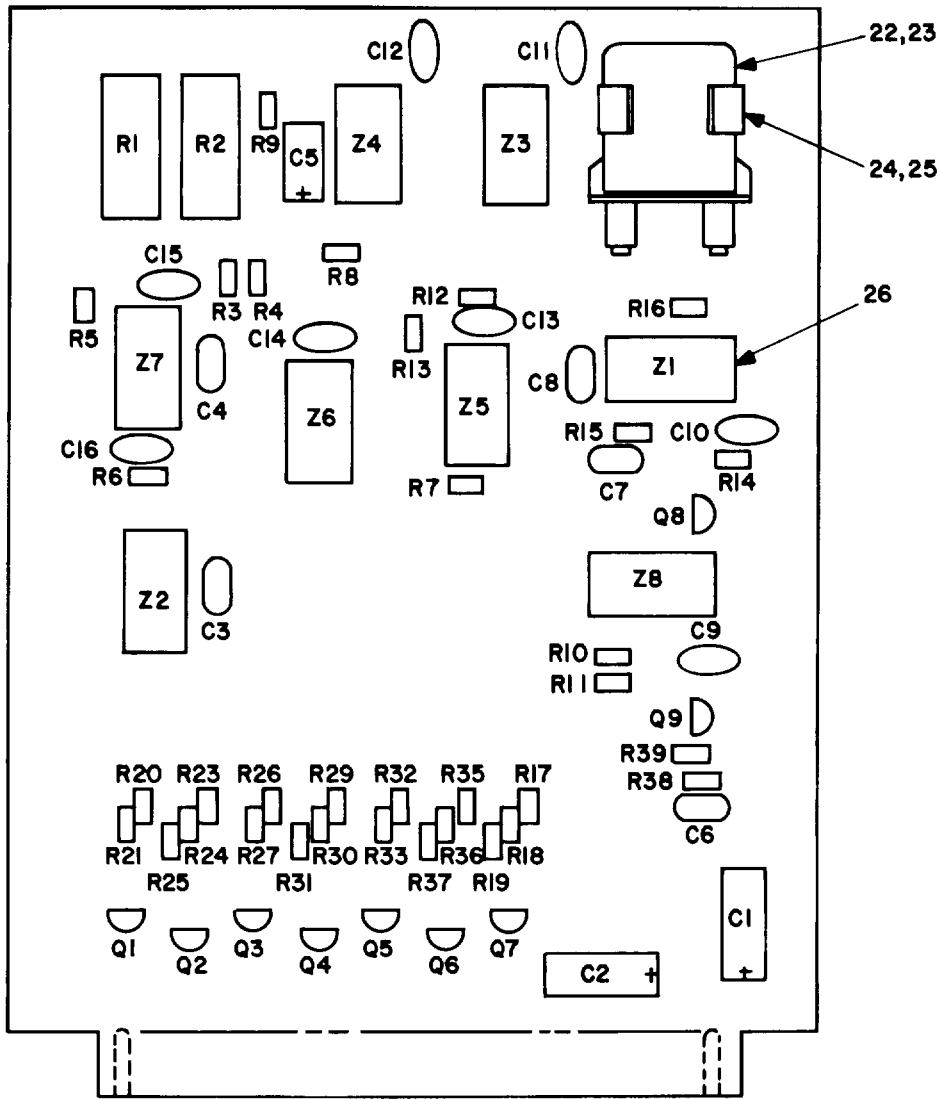 22,23
C12
C11
R1
R2
R9
C5
+
Z4
Z3
24,25
C15
R3
R4
R8
R5
R12
C13
R16
26
C14
R13
Z7
C4
Z6
Z5
C8
Z1
C16
R6
R7
R15
C7
C10
R14
Q8
Z2
C3
Z8
C9
R10
R11
Q9
R39
R38
C6
R20
R23
R26
R29
R32
R35
R17
R21
R24
R27
R30
R33
R36
R18
R25
R31
R37
R19
Q1
Q2
Q3
Q4
Q5
Q6
Q7
C1
+
C2
+